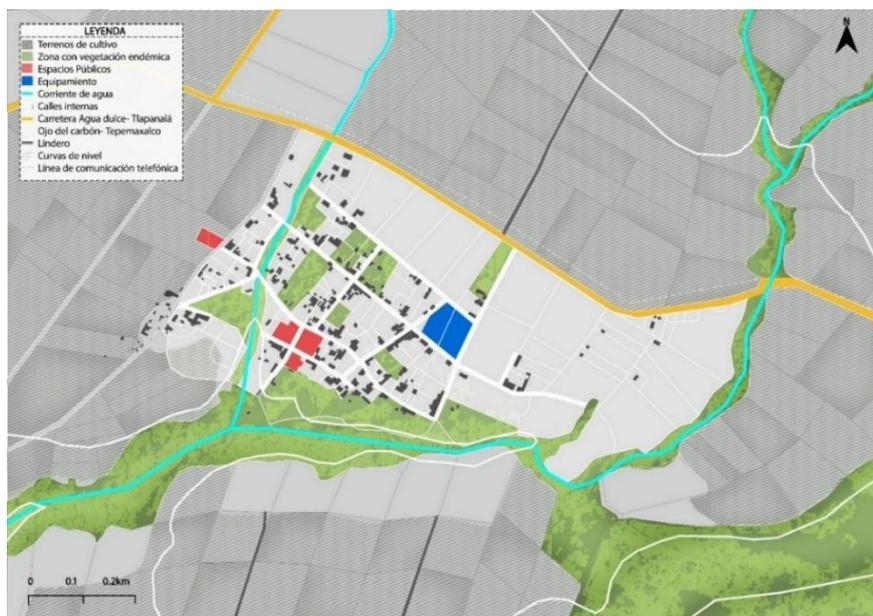 LEYENDA
Terrenos de cultivo
Zona con vegetación endémica
Espacios Públicos
Equipamiento
Corriente de agua
Calles internas
Carretera Agua dulce- Tlapanalá
Ojo del carbón- Tepemaxalco
Lindero
Curvas de nivel
Línea de comunicación telefónica
N
0 0.1 0.2km